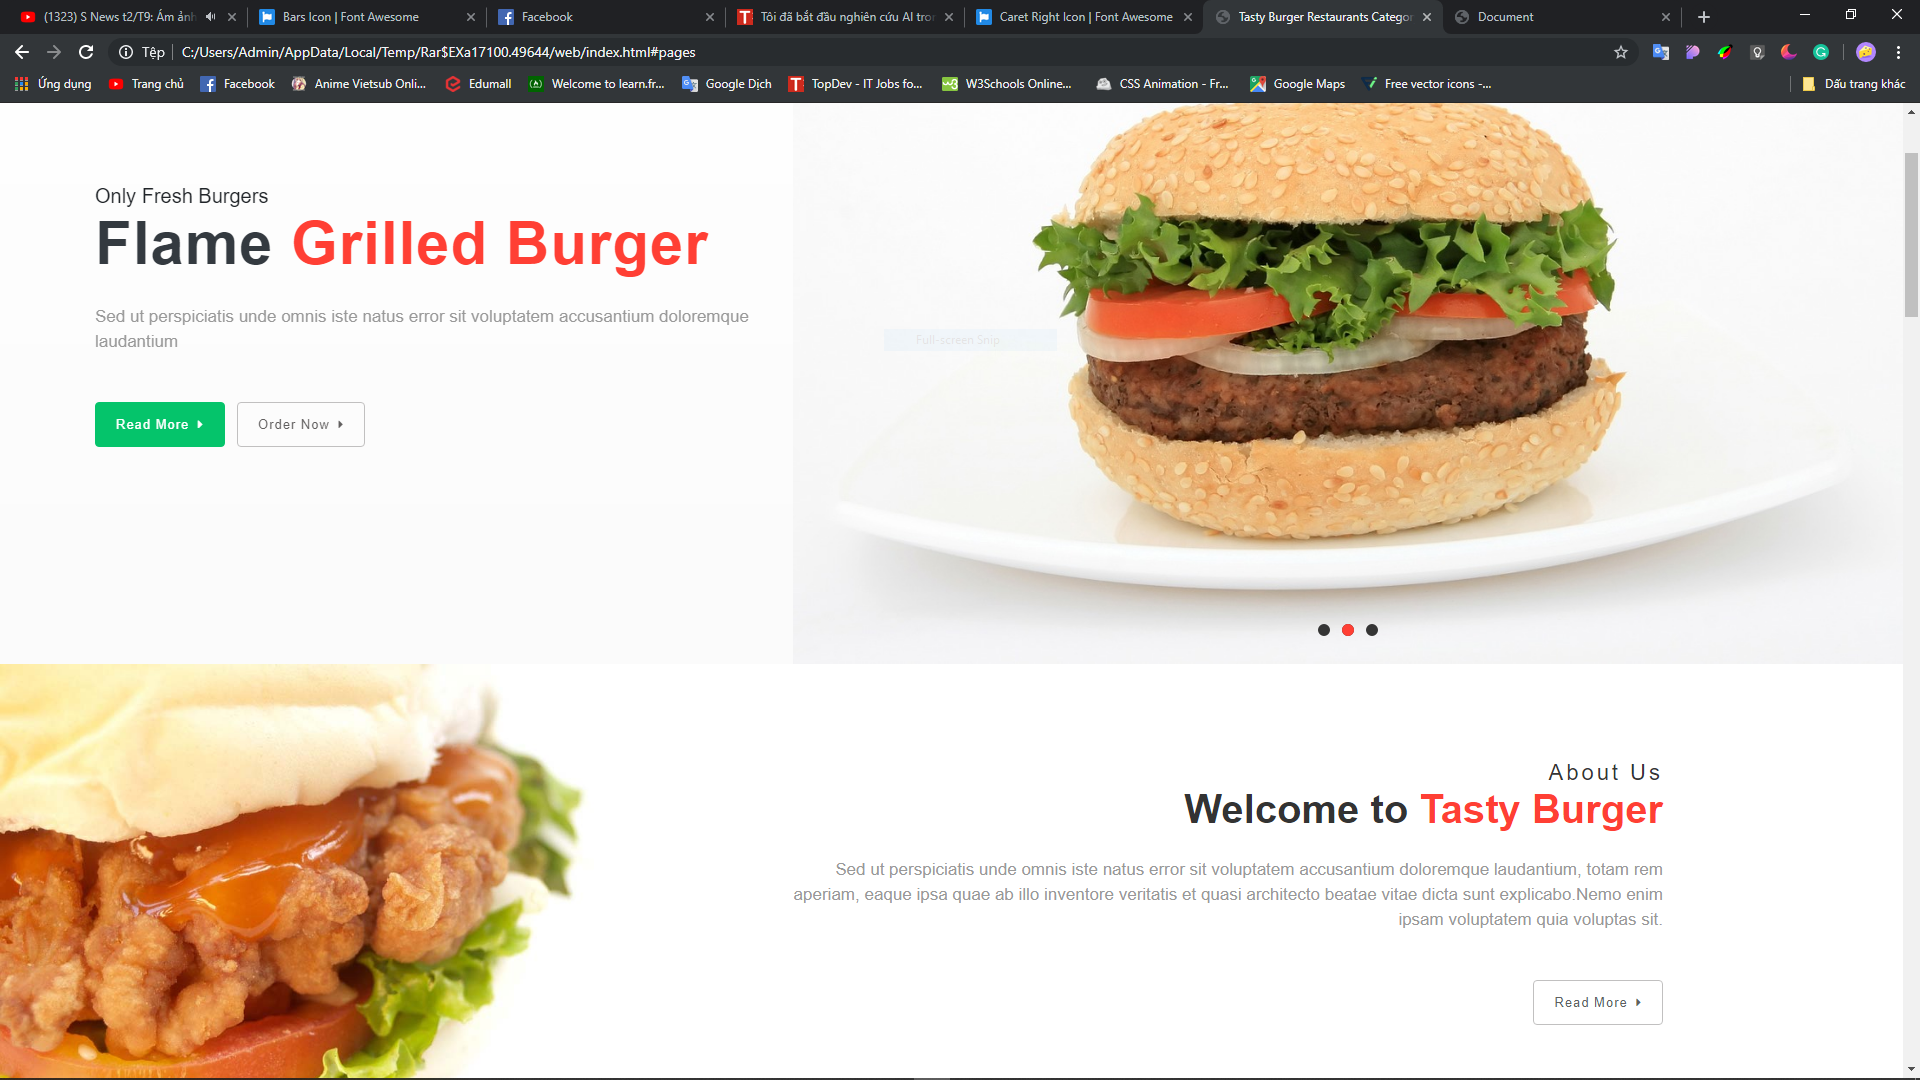 (1323) S News t2/T9: Ám ảnh
Bars Icon | Font Awesome
Facebook
Tôi đã bắt đầu nghiên cứu AI tron
Caret Right Icon | Font Awesome
Tasty Burger Restaurants Catego
Document
Tệp
C:/Users/Admin/AppData/Local/Temp/Rar$EXa17100.49644/web/index.html#pages
Ứng dụng
Trang chủ
Facebook
Anime Vietsub Onli...
Edumall
Welcome to learn.fr...
Google Dịch
TopDev - IT Jobs fo...
W3Schools Online...
CSS Animation - Fr...
Google Maps
Free vector icons -...
Dấu trang khác
Only Fresh Burgers
Flame Grilled Burger
Sed ut perspiciatis unde omnis iste natus error sit voluptatem accusantium doloremque
laudantium
Full-screen Snip
Read More
Order Now
About Us
Welcome to Tasty Burger
Sed ut perspiciatis unde omnis iste natus error sit voluptatem accusantium doloremque laudantium, totam rem
aperiam, eaque ipsa quae ab illo inventore veritatis et quasi architecto beatae vitae dicta sunt explicabo.Nemo enim
ipsam voluptatem quia voluptas sit.
Read More